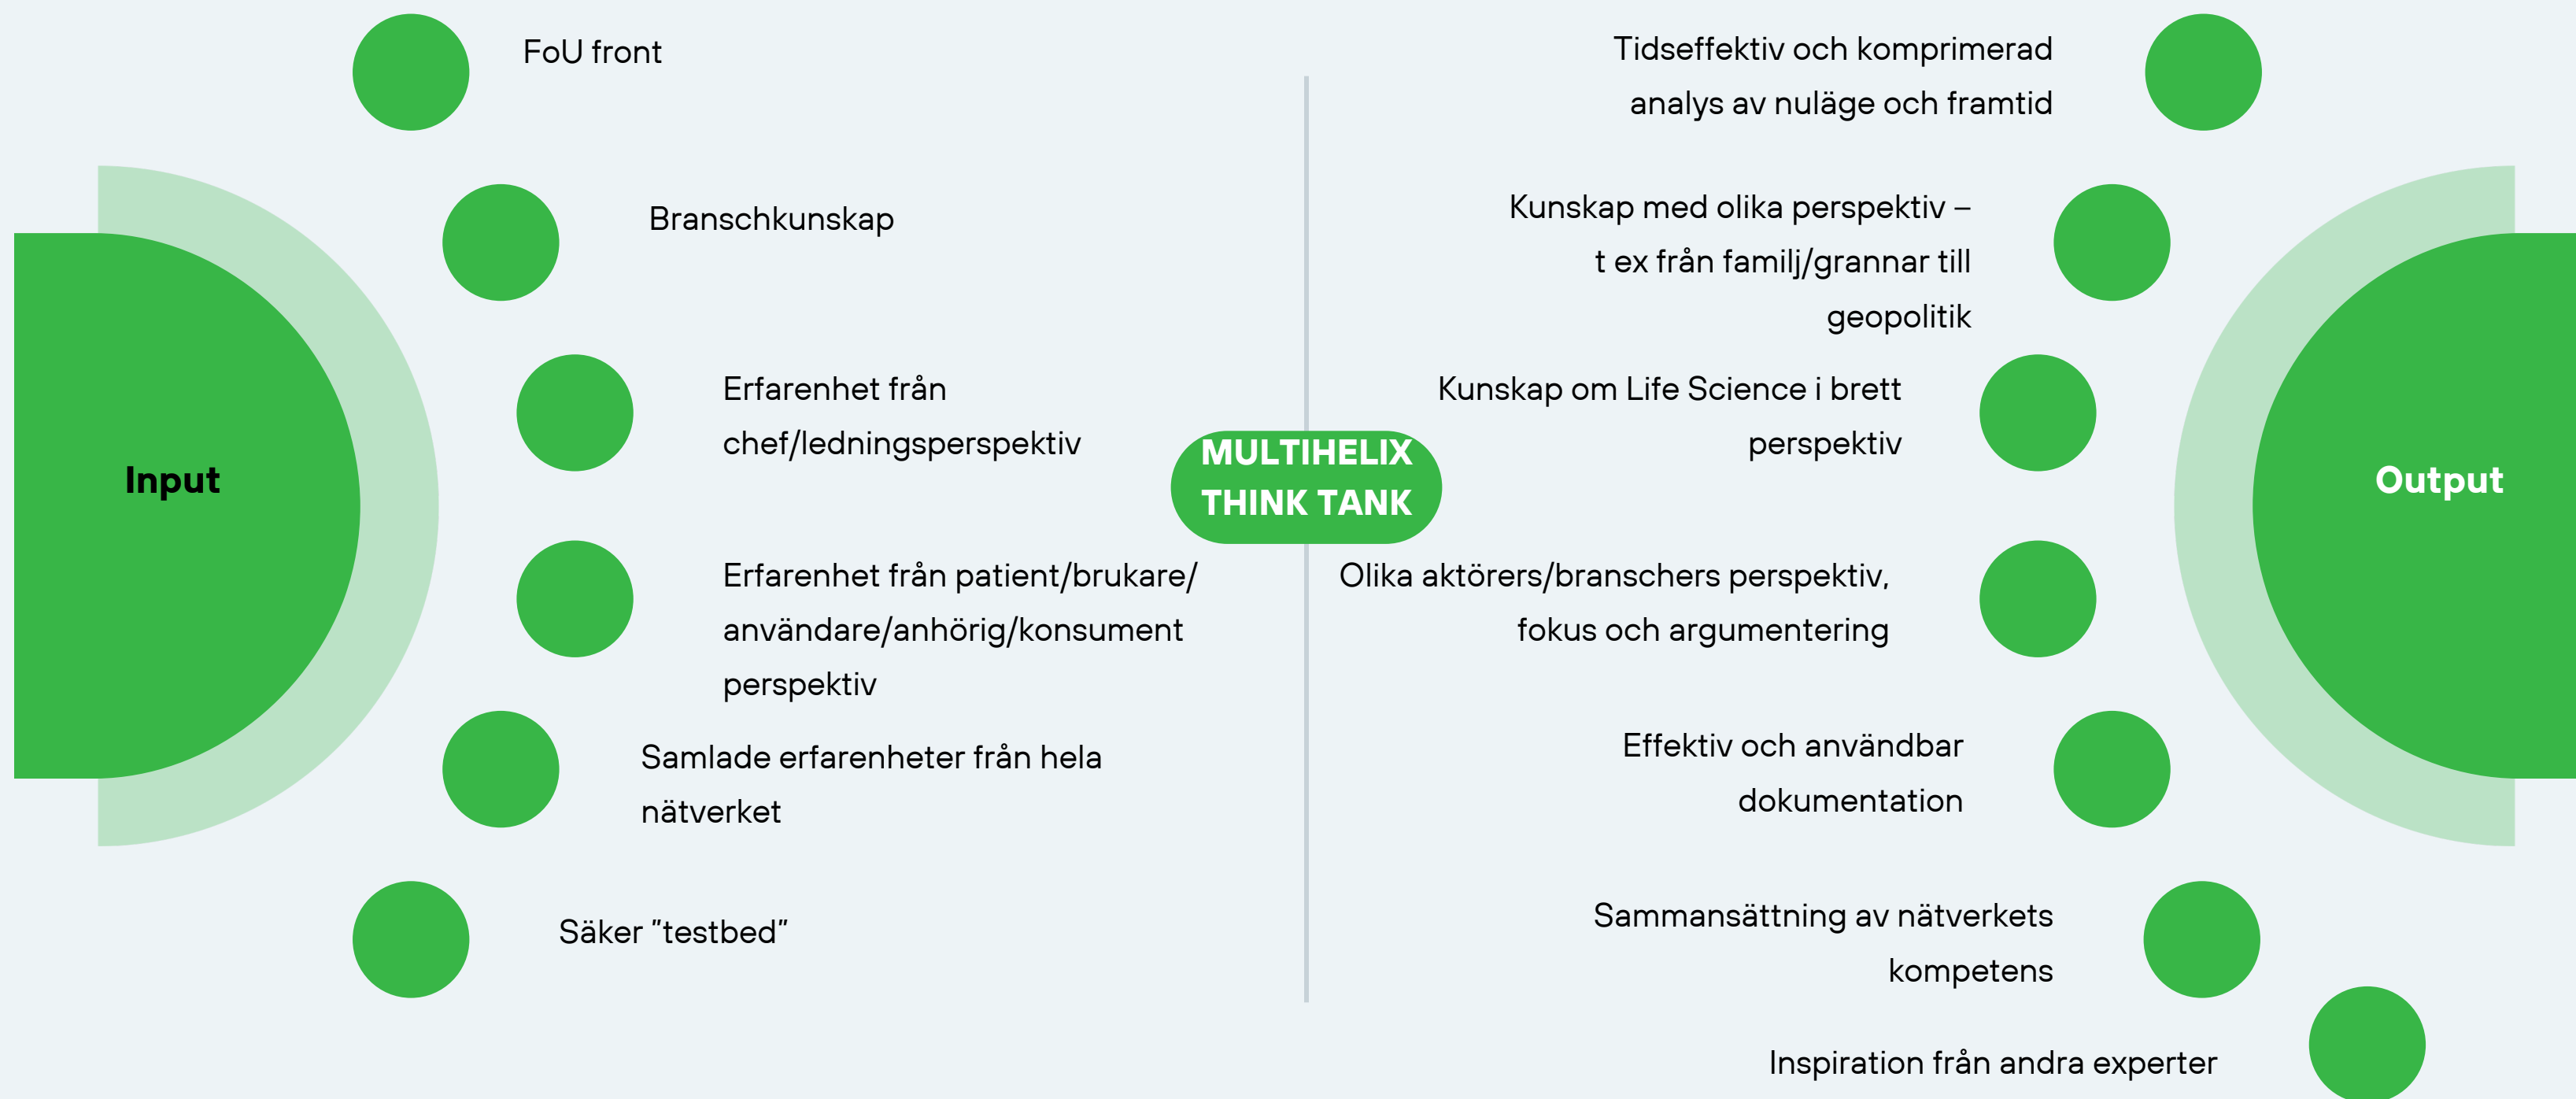 Input
FoU front
Branschkunskap
Erfarenhet från
chef/ledningsperspektiv
Erfarenhet från patient/brukare/
användare/anhörig/konsument
perspektiv
Samlade erfarenheter från hela
nätverket
Säker ”testbed”
MULTIHELIX
THINK TANK
Tidseffektiv och komprimerad
analys av nuläge och framtid
Kunskap med olika perspektiv –
t ex från familj/grannar till
geopolitik
Kunskap om Life Science i brett
perspektiv
Olika aktörers/branschers perspektiv,
fokus och argumentering
Effektiv och användbar
dokumentation
Sammansättning av nätverkets
kompetens
Inspiration från andra experter
Output